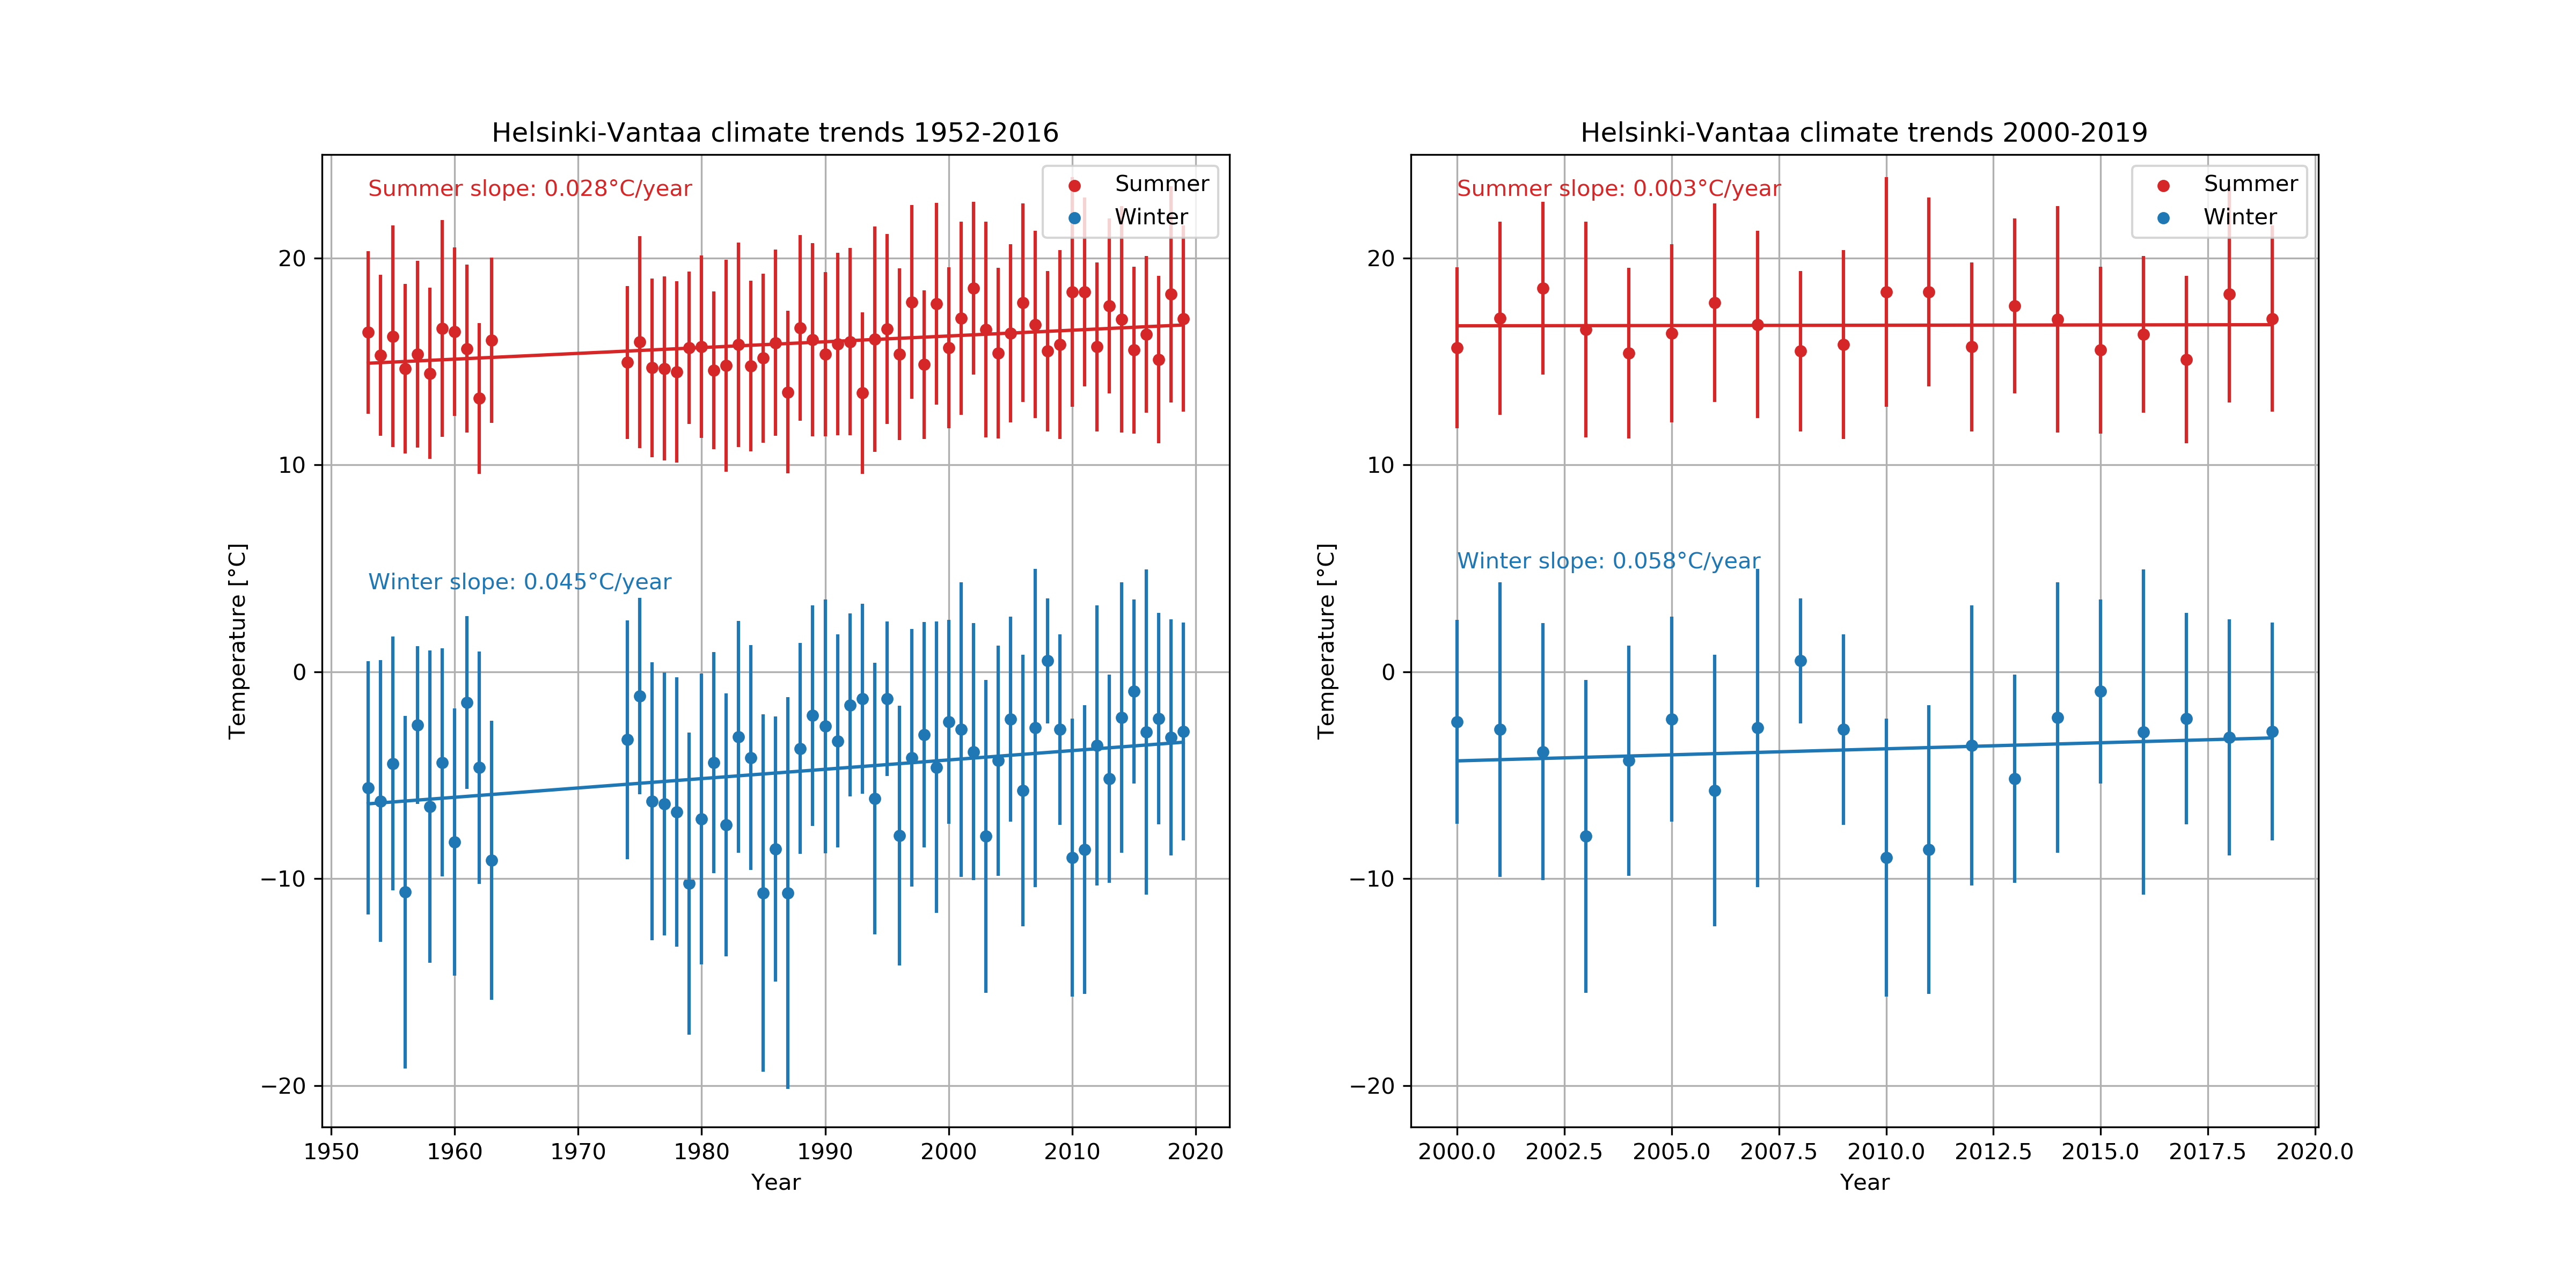 Helsinki-Vantaa climate trends 1952-2016
Summer slope: 0.028°C/year
Summer
Winter
Winter slope: 0.045°C/year
Temperature [°C]
20
10
0
−10
−20
1950 1960 1970 1980 1990 2000 2010 2020
Year
Helsinki-Vantaa climate trends 2000-2019
Summer slope: 0.003°C/year
Summer
Winter
Winter slope: 0.058°C/year
Temperature [°C]
20
10
0
−10
−20
2000.0 2002.5 2005.0 2007.5 2010.0 2012.5 2015.0 2017.5 2020.0
Year